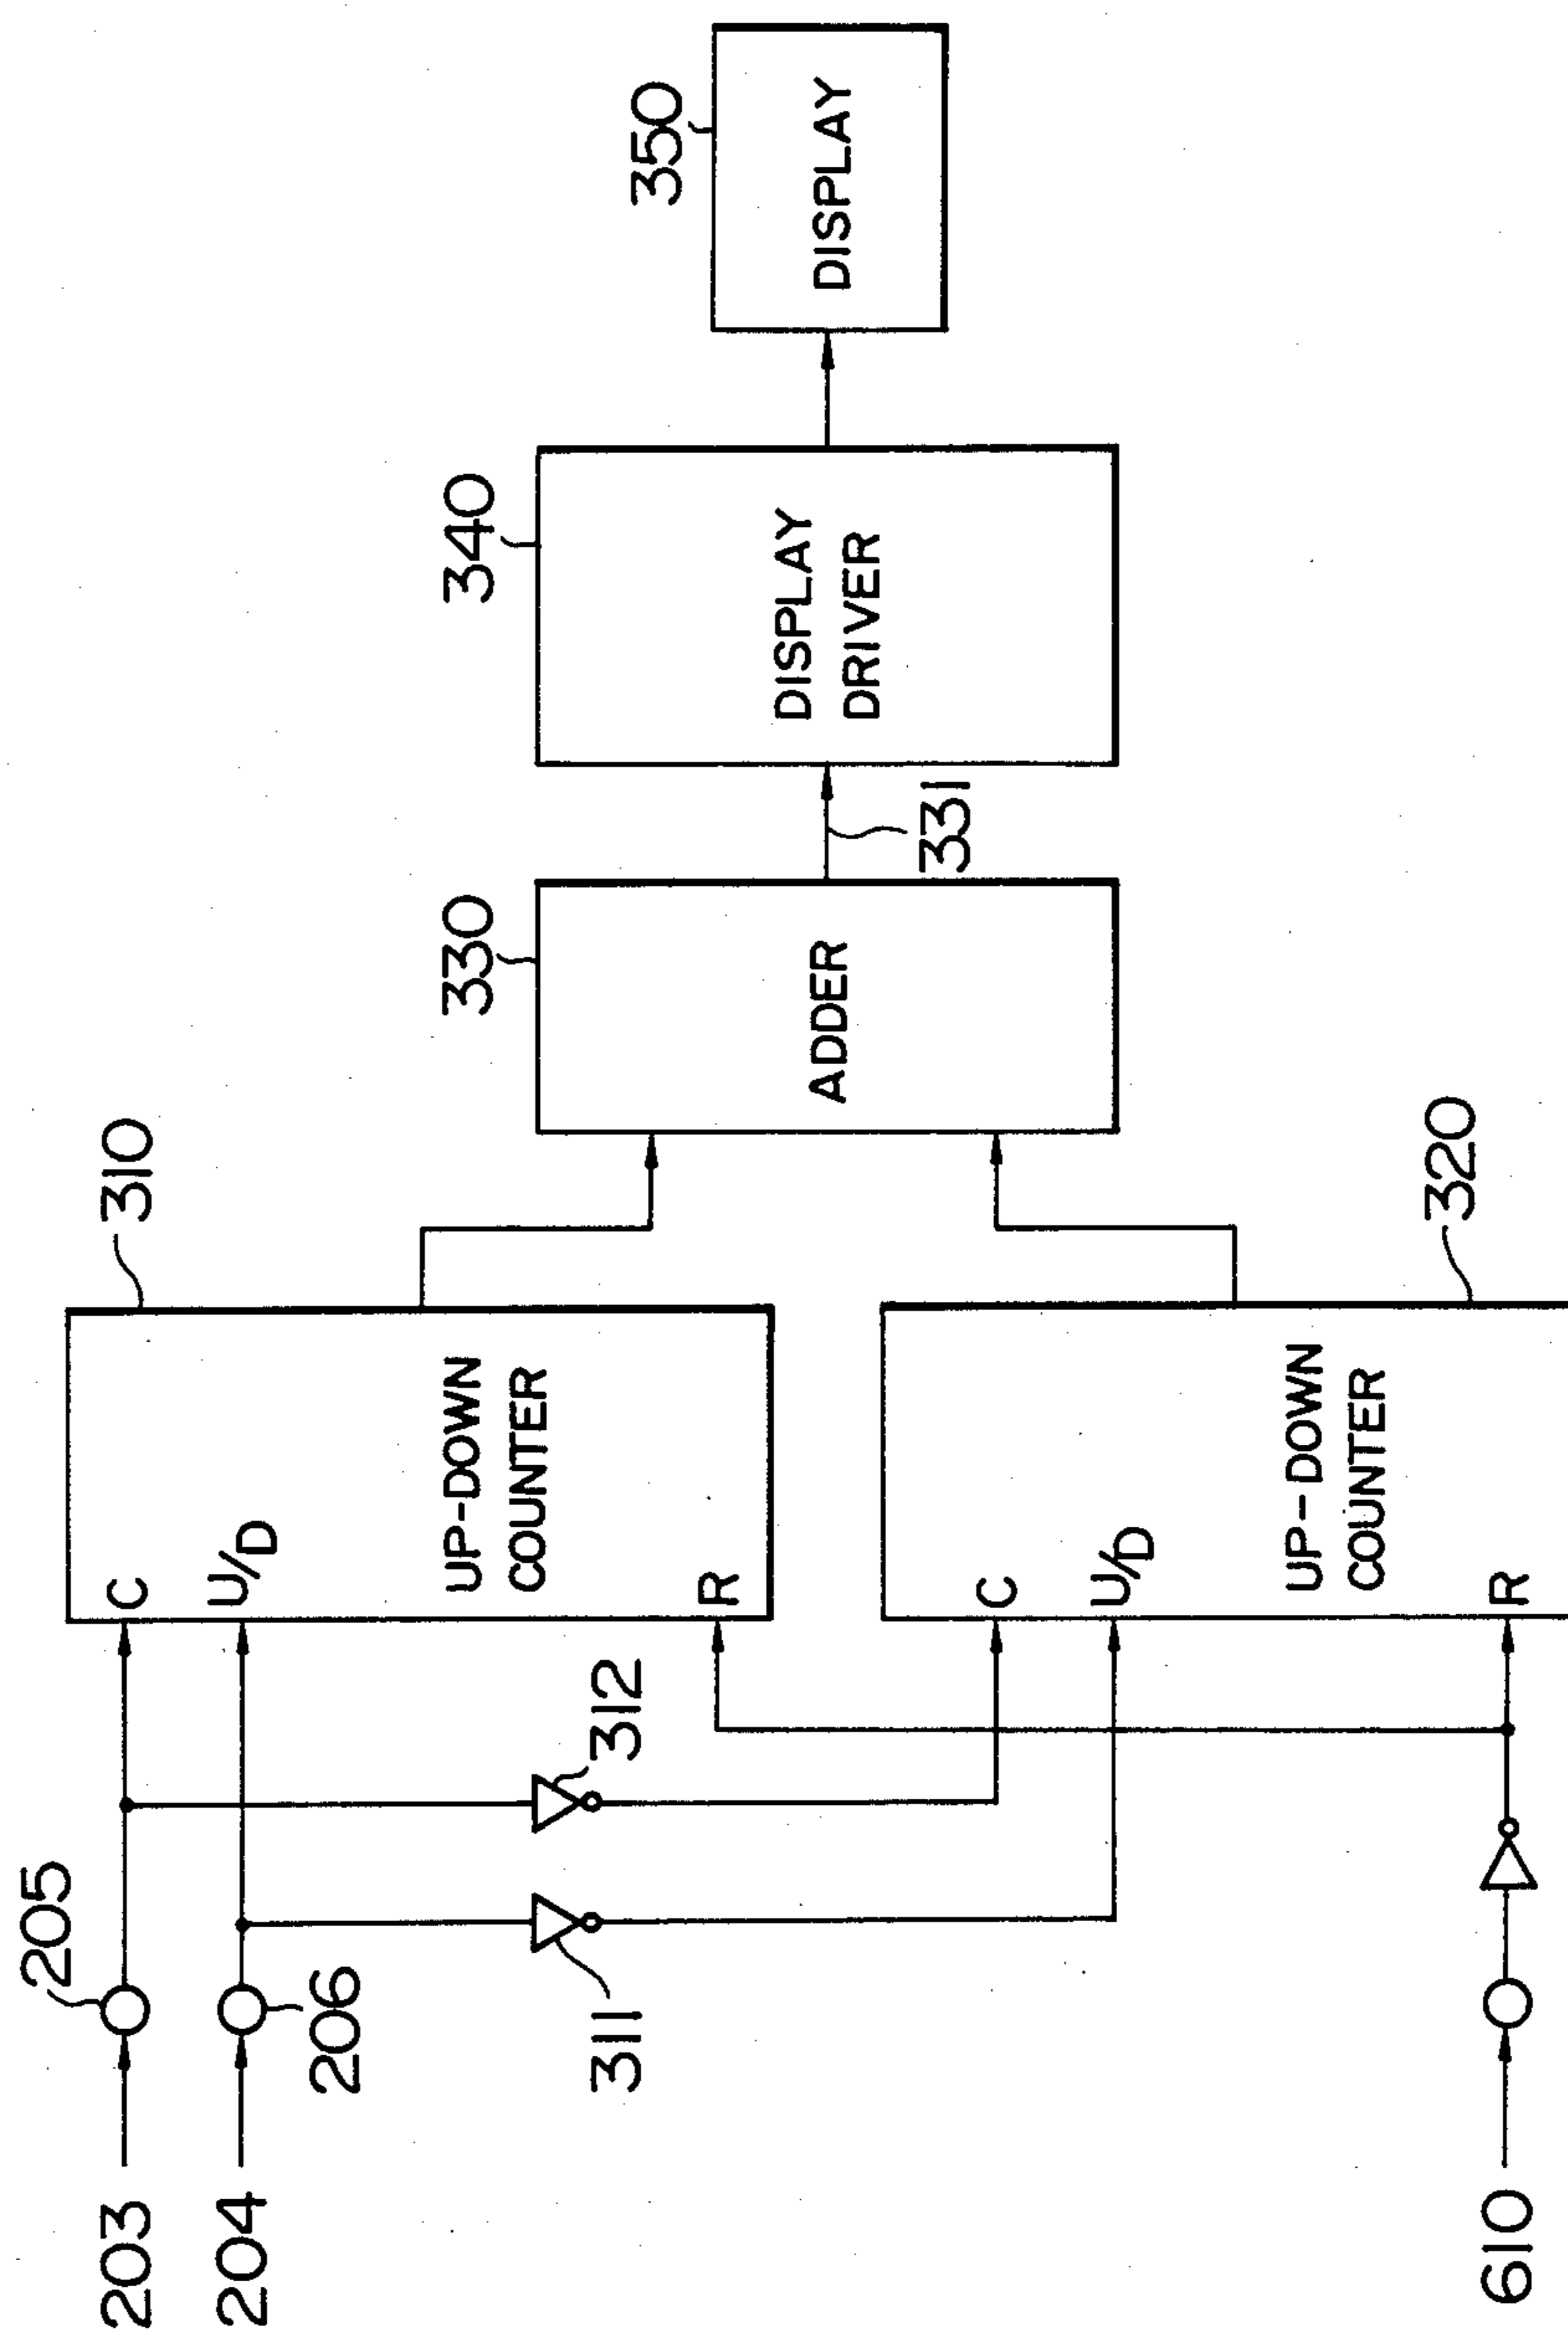 203
205
204
206
610
311
312
C
U/D
UP-DOWN
COUNTER
R
310
C
U/D
UP-DOWN
COUNTER
R
320
ADDER
330
331
DISPLAY
DRIVER
340
DISPLAY
350